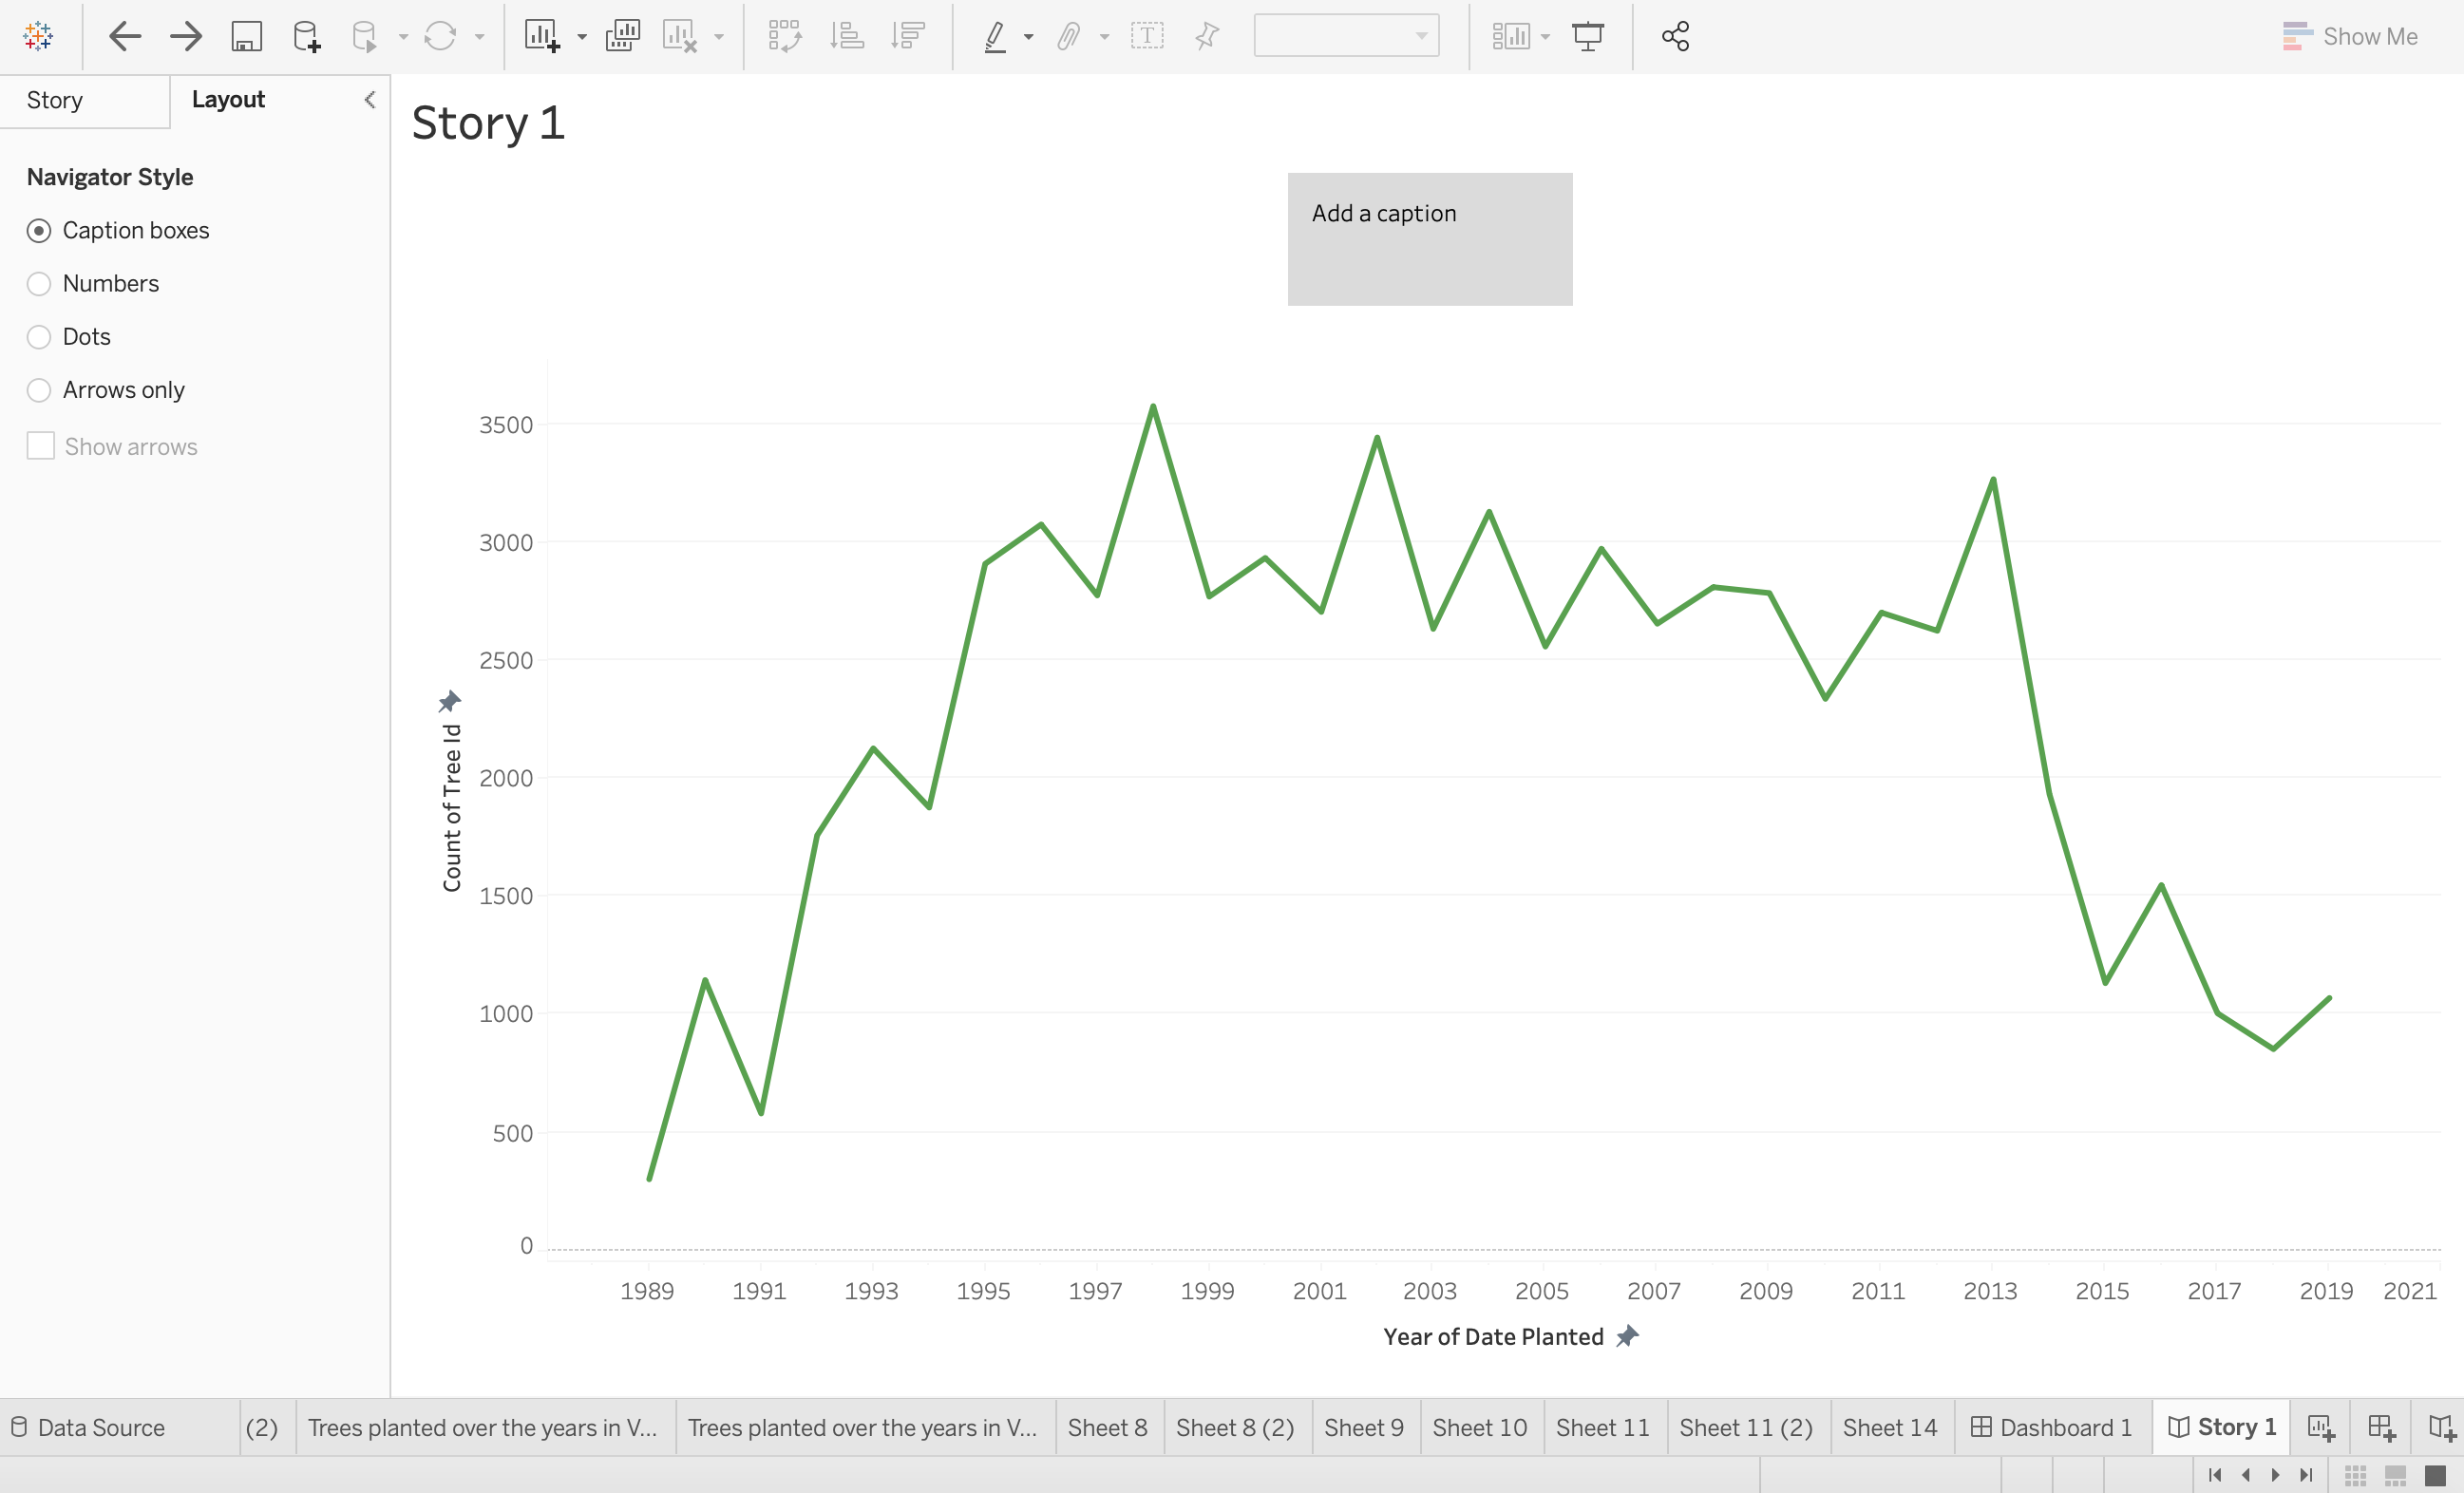 Show Me
Story
Layout
Navigator Style
Caption boxes
Numbers
Dots
Arrows only
Show arrows
Story 1
Add a caption
3500
3000
2500
2000
1500
1000
500
0
Count of Tree Id
1989 1991 1993 1995 1997 1999 2001 2003 2005 2007 2009 2011 2013 2015 2017 2019 2021
Year of Date Planted
Data Source (2) Trees planted over the years in V... Trees planted over the years in V... Sheet 8 Sheet 8 (2) Sheet 9 Sheet 10 Sheet 11 Sheet 11 (2) Sheet 14 Dashboard 1 Story 1